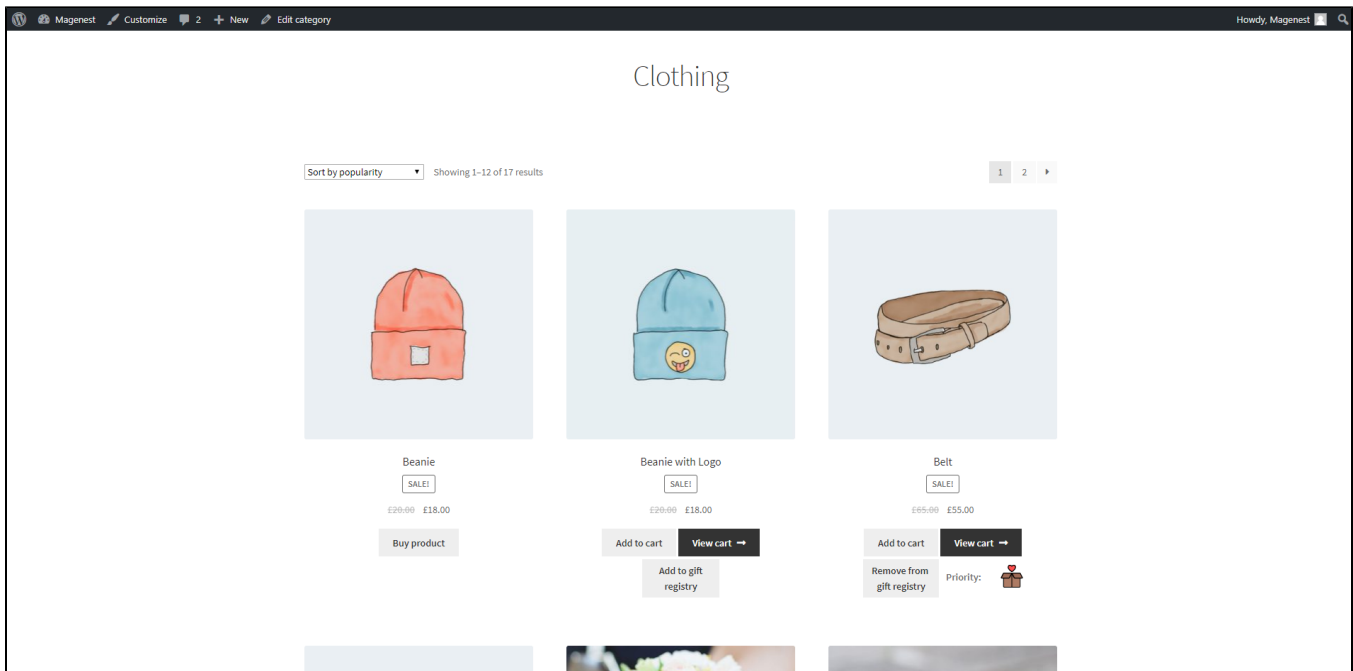 Magenest Customize 2 New Edit category Howdy, Magenest
Clothing
Sort by popularity Showing 1–12 of 17 results 1 2
Beanie
SALE!
£20.00 £18.00
Buy product
Beanie with Logo
SALE!
£20.00 £18.00
Add to cart View cart →
Add to gift
registry
Belt
SALE!
£65.00 £55.00
Add to cart View cart →
Remove from
gift registry
Priority: